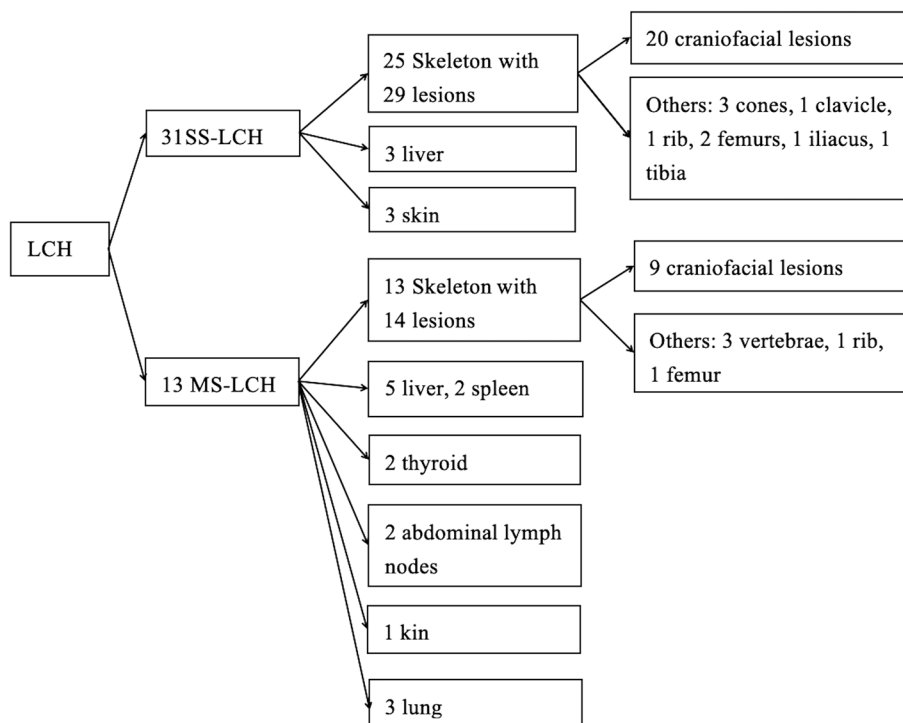 LCH
31SS-LCH
25 Skeleton with
29 lesions
20 craniofacial lesions
Others: 3 cones, 1 clavicle,
1 rib, 2 femurs, 1 iliacus, 1
tibia
3 liver
3 skin
13 MS-LCH
13 Skeleton with
14 lesions
9 craniofacial lesions
Others: 3 vertebrae, 1 rib,
1 femur
5 liver, 2 spleen
2 thyroid
2 abdominal lymph
nodes
1 kin
3 lung